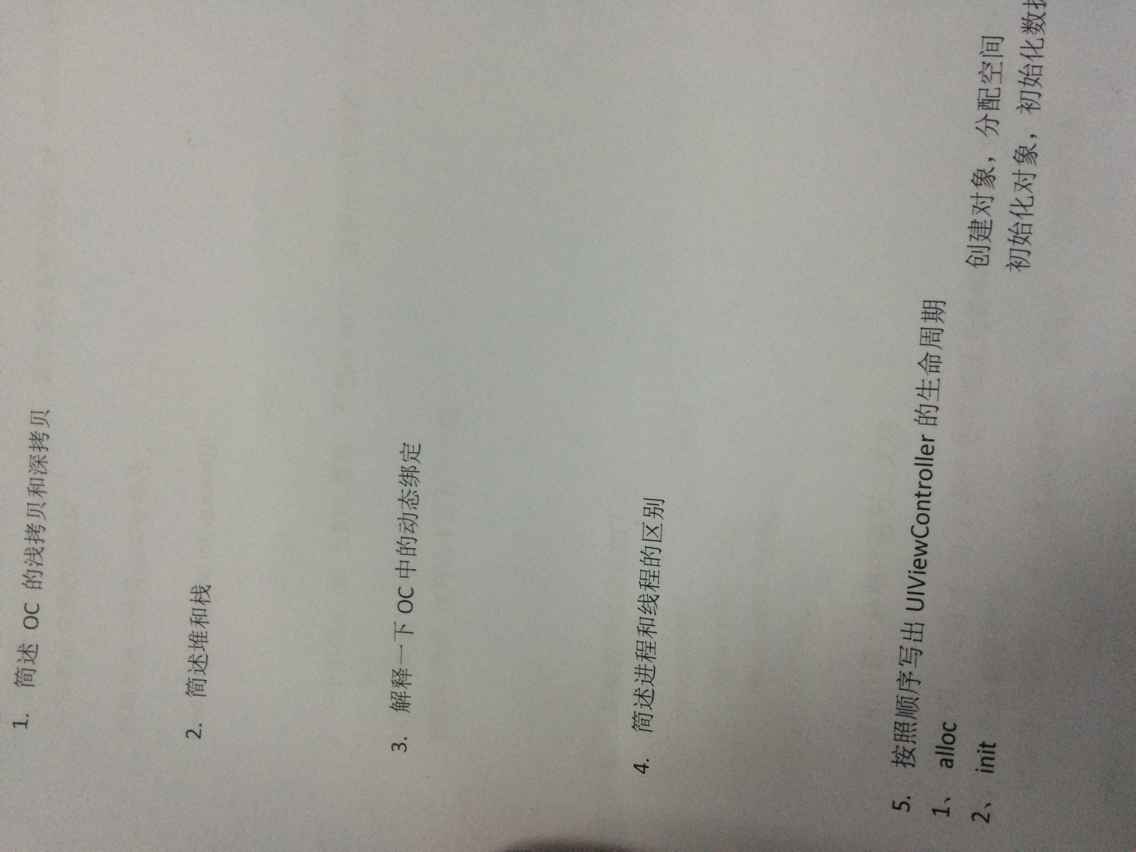 1. 简述 OC 的浅拷贝和深拷贝
2. 简述堆和栈
3. 解释一下 OC 中的动态绑定
4. 简述进程和线程的区别
5. 按照顺序写出 UIViewController 的生命周期
1、 alloc 创建对象，分配空间
2、 init 初始化对象，初始化数据